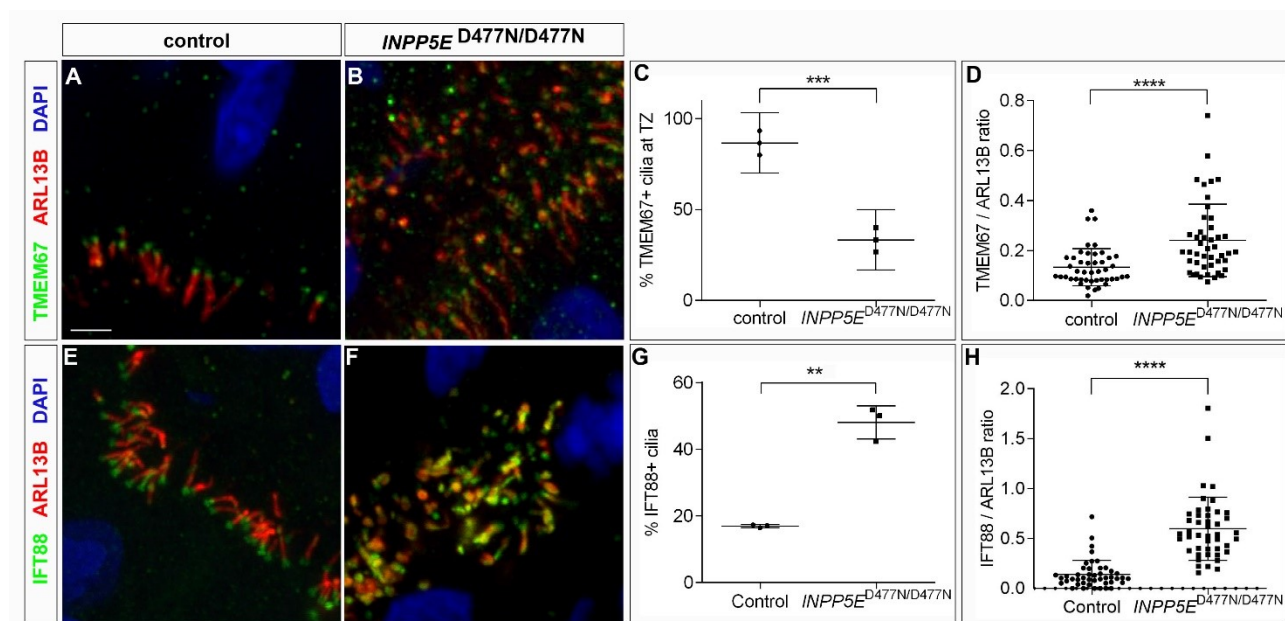 control
INPP5E D477N/D477N
TMEM67 ARL13B DAPI
A
B
C
***
% TMEM67+ cilia at TZ
100
50
0
control INPP5E D477N/D477N
D
****
TMEM67 / ARL13B ratio
0.8
0.6
0.4
0.2
0.0
control INPP5E D477N/D477N
IFT88 ARL13B DAPI
E
F
G
**
% IFT88+ cilia
60
40
20
0
Control INPP5E D477N/D477N
H
****
IFT88 / ARL13B ratio
2.0
1.5
1.0
0.5
0.0
Control INPP5E D477N/D477N